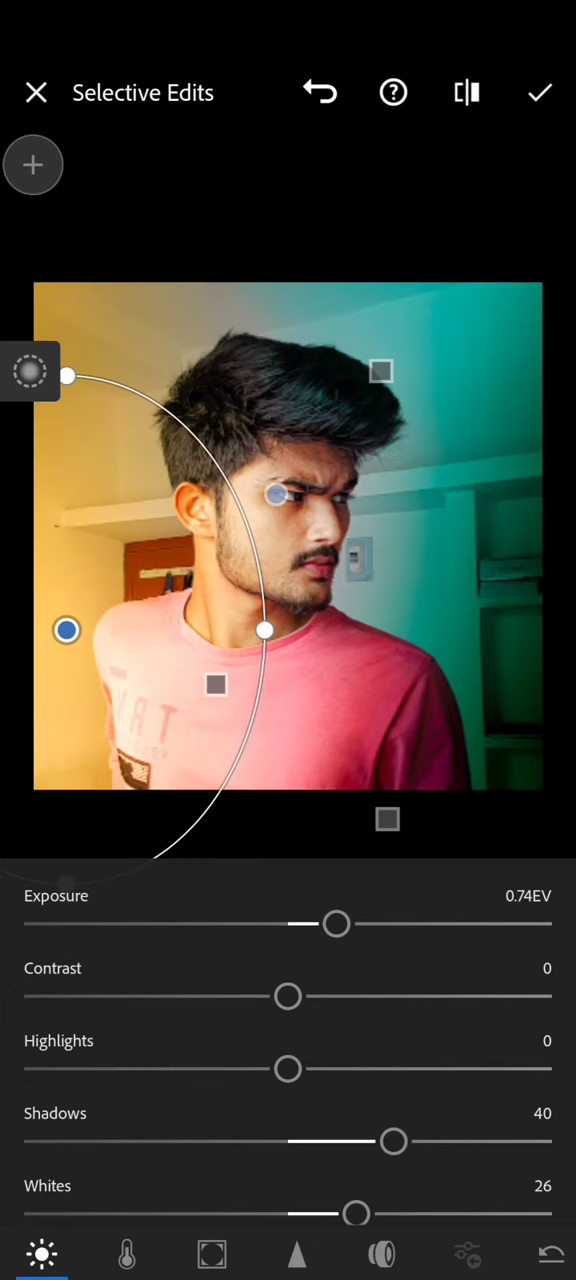 Selective Edits
Exposure 0.74EV
Contrast 0
Highlights 0
Shadows 40
Whites 26